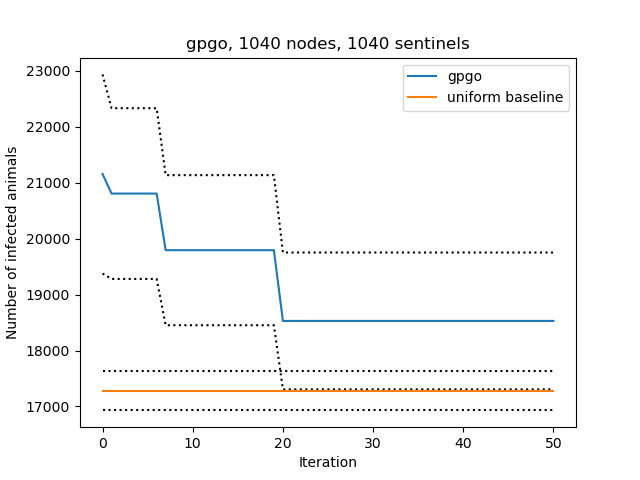 gpgo, 1040 nodes, 1040 sentinels
gpgo
uniform baseline
Number of infected animals
23000
22000
21000
20000
19000
18000
17000
0 10 20 30 40 50
Iteration